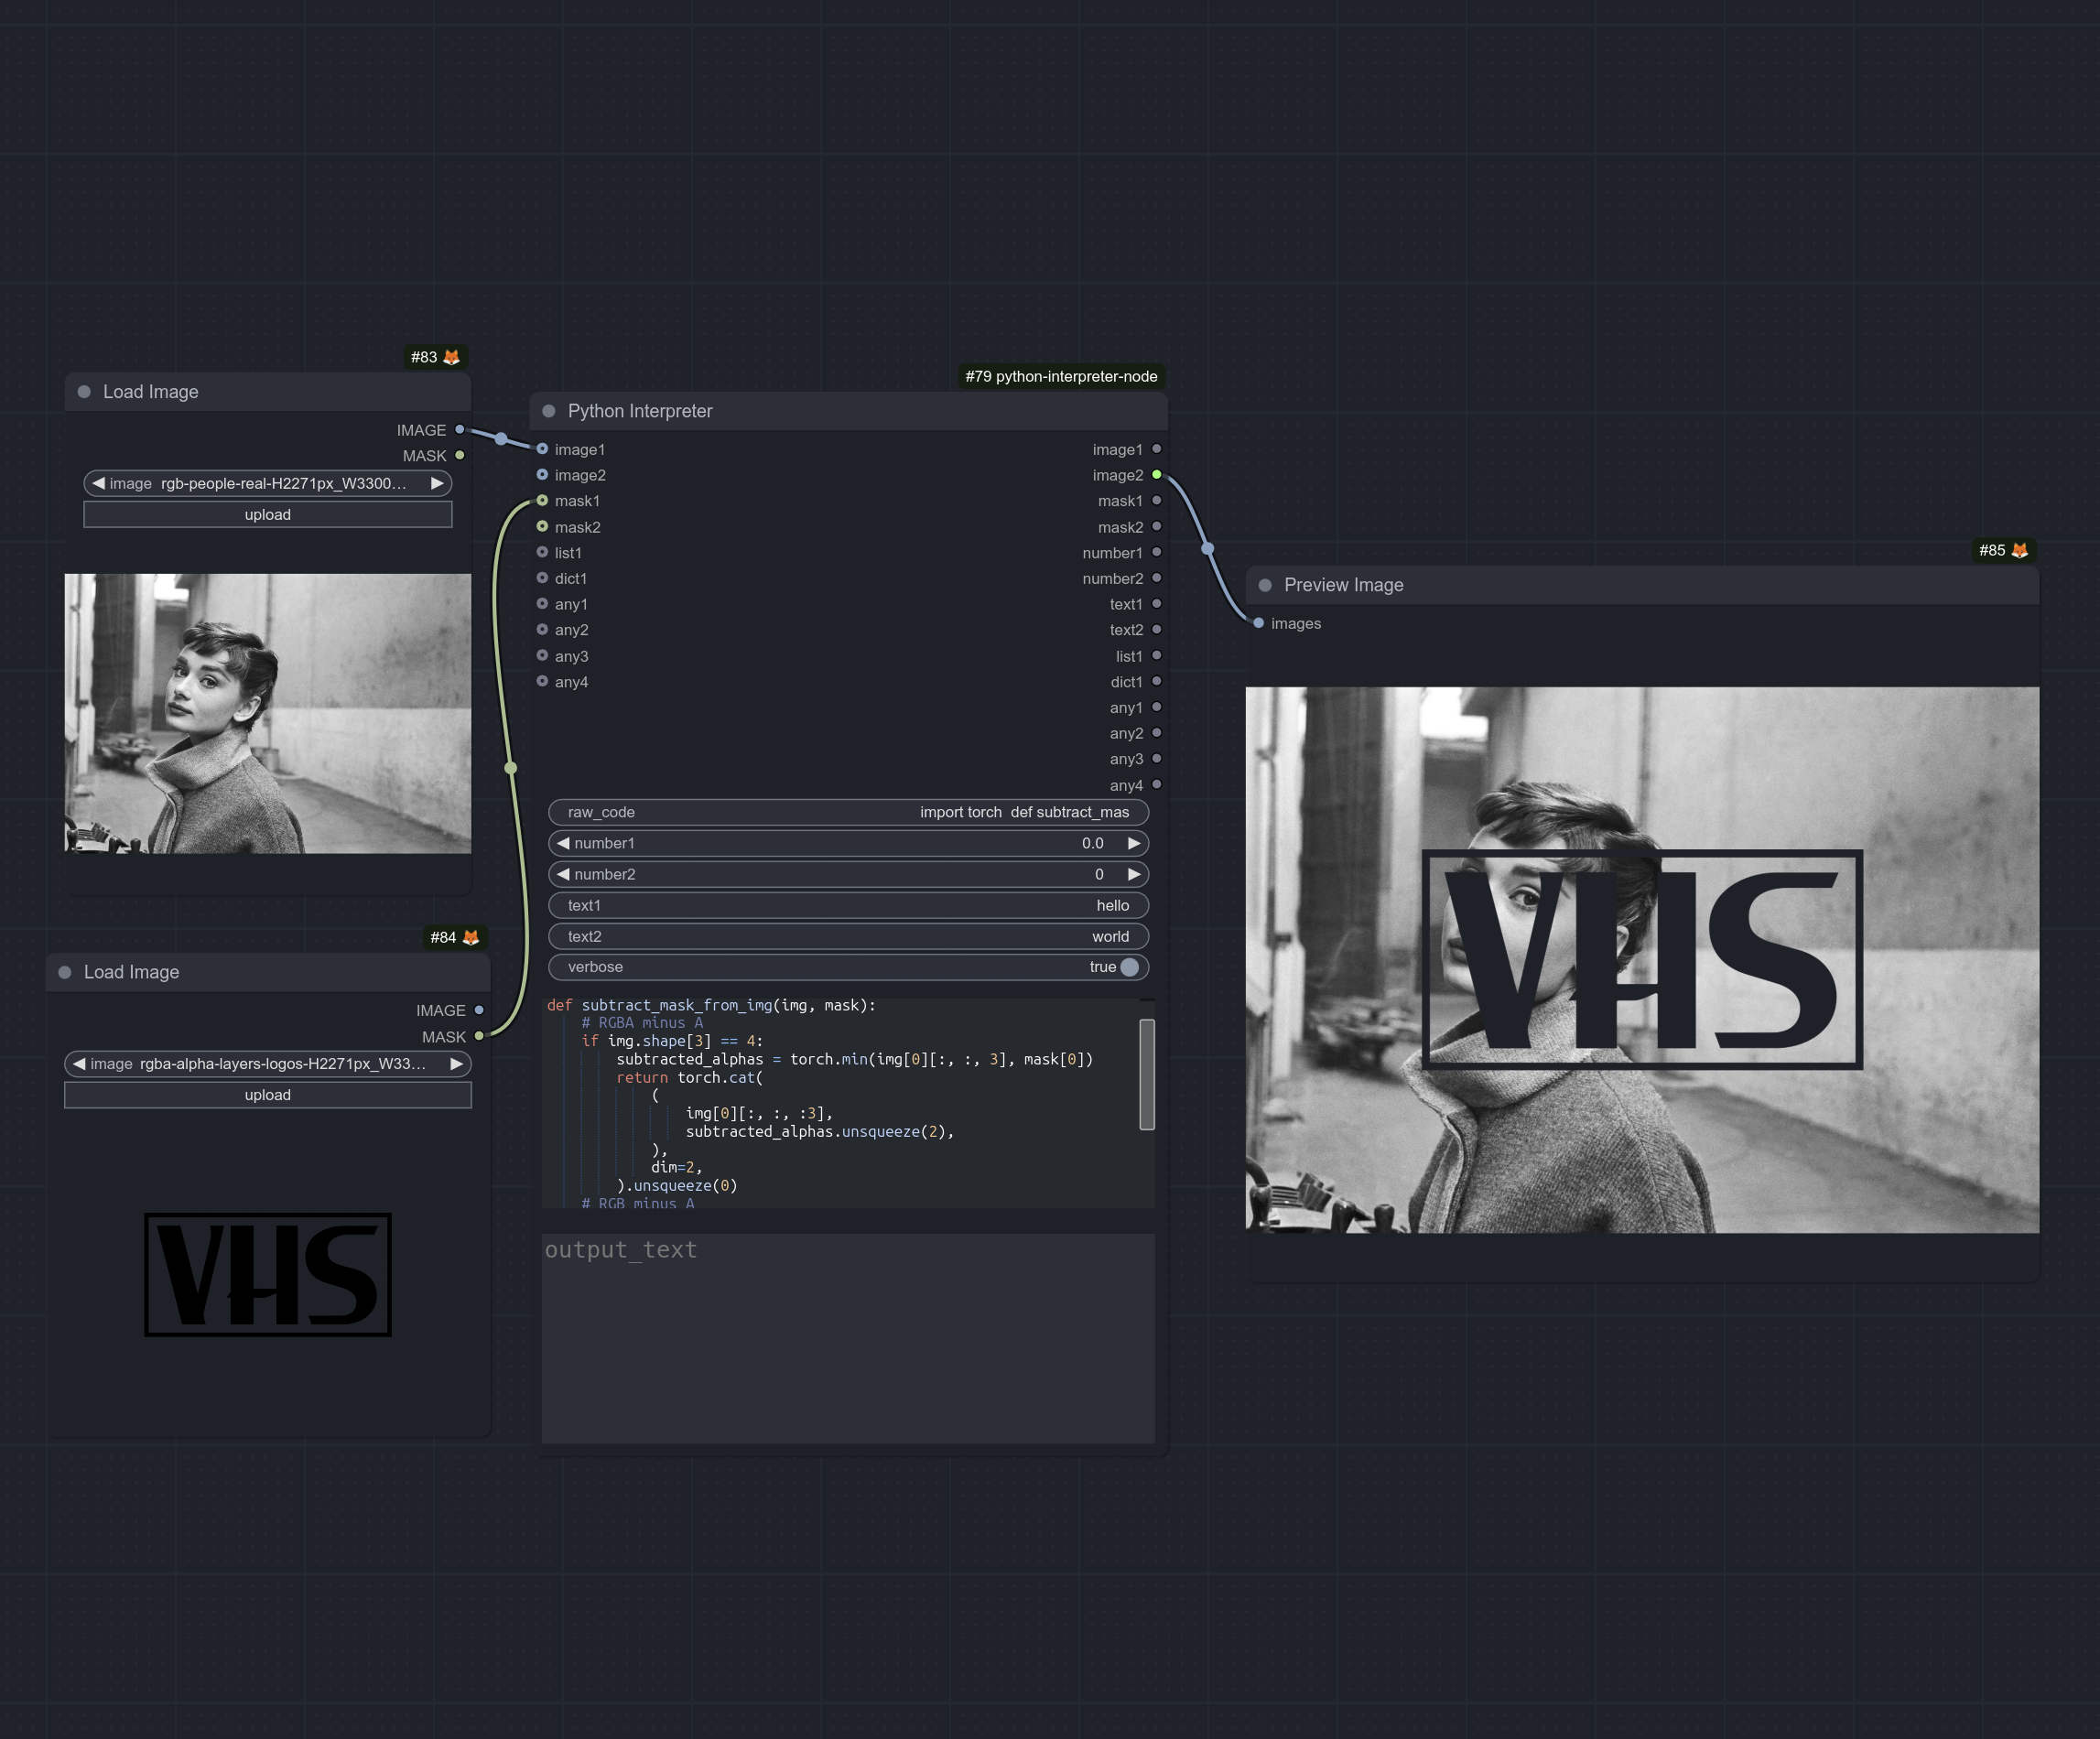 #83
Load Image
IMAGE
MASK
image rgb-people-real-H2271px_W3300...
upload
#84
Load Image
IMAGE
MASK
image rgba-alpha-layers-logos-H2271px_W33...
upload
VHS
#79 python-interpreter-node
Python Interpreter
image1 image1
image2 image2
mask1 mask1
mask2 mask2
list1 number1
dict1 number2
any1 text1
any2 text2
any3 list1
any4 dict1
any1
any2
any3
any4
raw_code import torch def subtract_mas
number1 0.0
number2 0
text1 hello
text2 world
verbose true
def subtract_mask_from_img(img, mask):
# RGBA minus A
if img.shape[3] == 4:
subtracted_alphas = torch.min(img[0][:, :, 3], mask[0])
return torch.cat(
(
img[0][:, :, :3],
subtracted_alphas.unsqueeze(2),
),
dim=2,
).unsqueeze(0)
# RGB minus A
output_text
#85
Preview Image
images
VHS